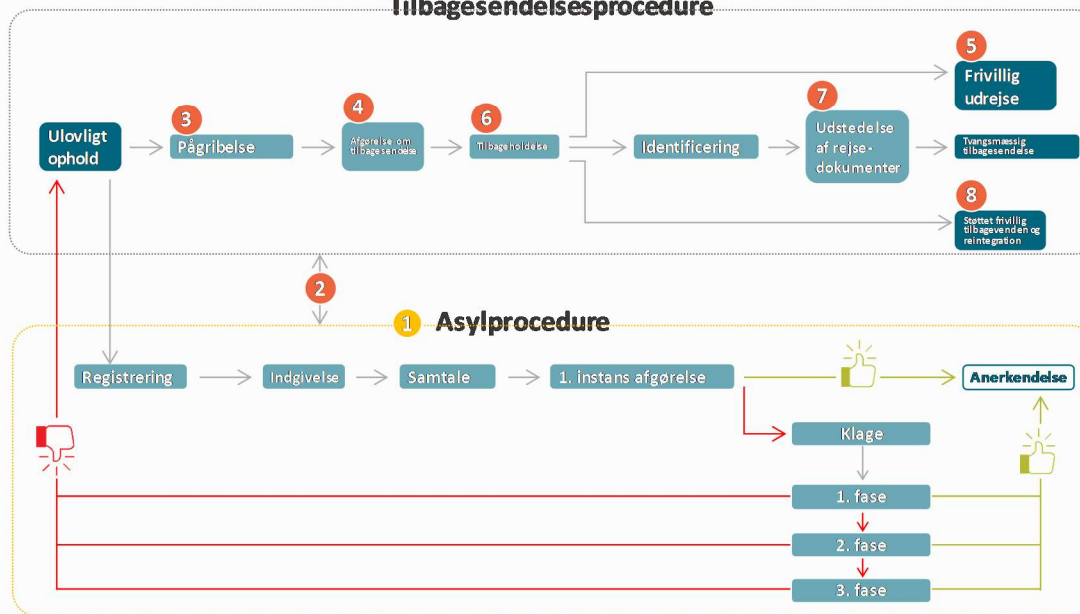 Tilbagesendelsesprocedure
5
Frivillig
udrejse
3
4
6
7
Ulovligt
ophold
Pågribelse
Afgørelse om
tilbagesendelse
Tilbageholdelse
Identificering
Udstedelse
af rejse-
dokumenter
Tvangsmæssig
tilbagesendelse
8
Støttet frivillig
tilbagevenden og
reintegration
2
1
Asylprocedure
Registrering
Indgivelse
Samtale
1. instans afgørelse
Anerkendelse
Klage
1. fase
2. fase
3. fase